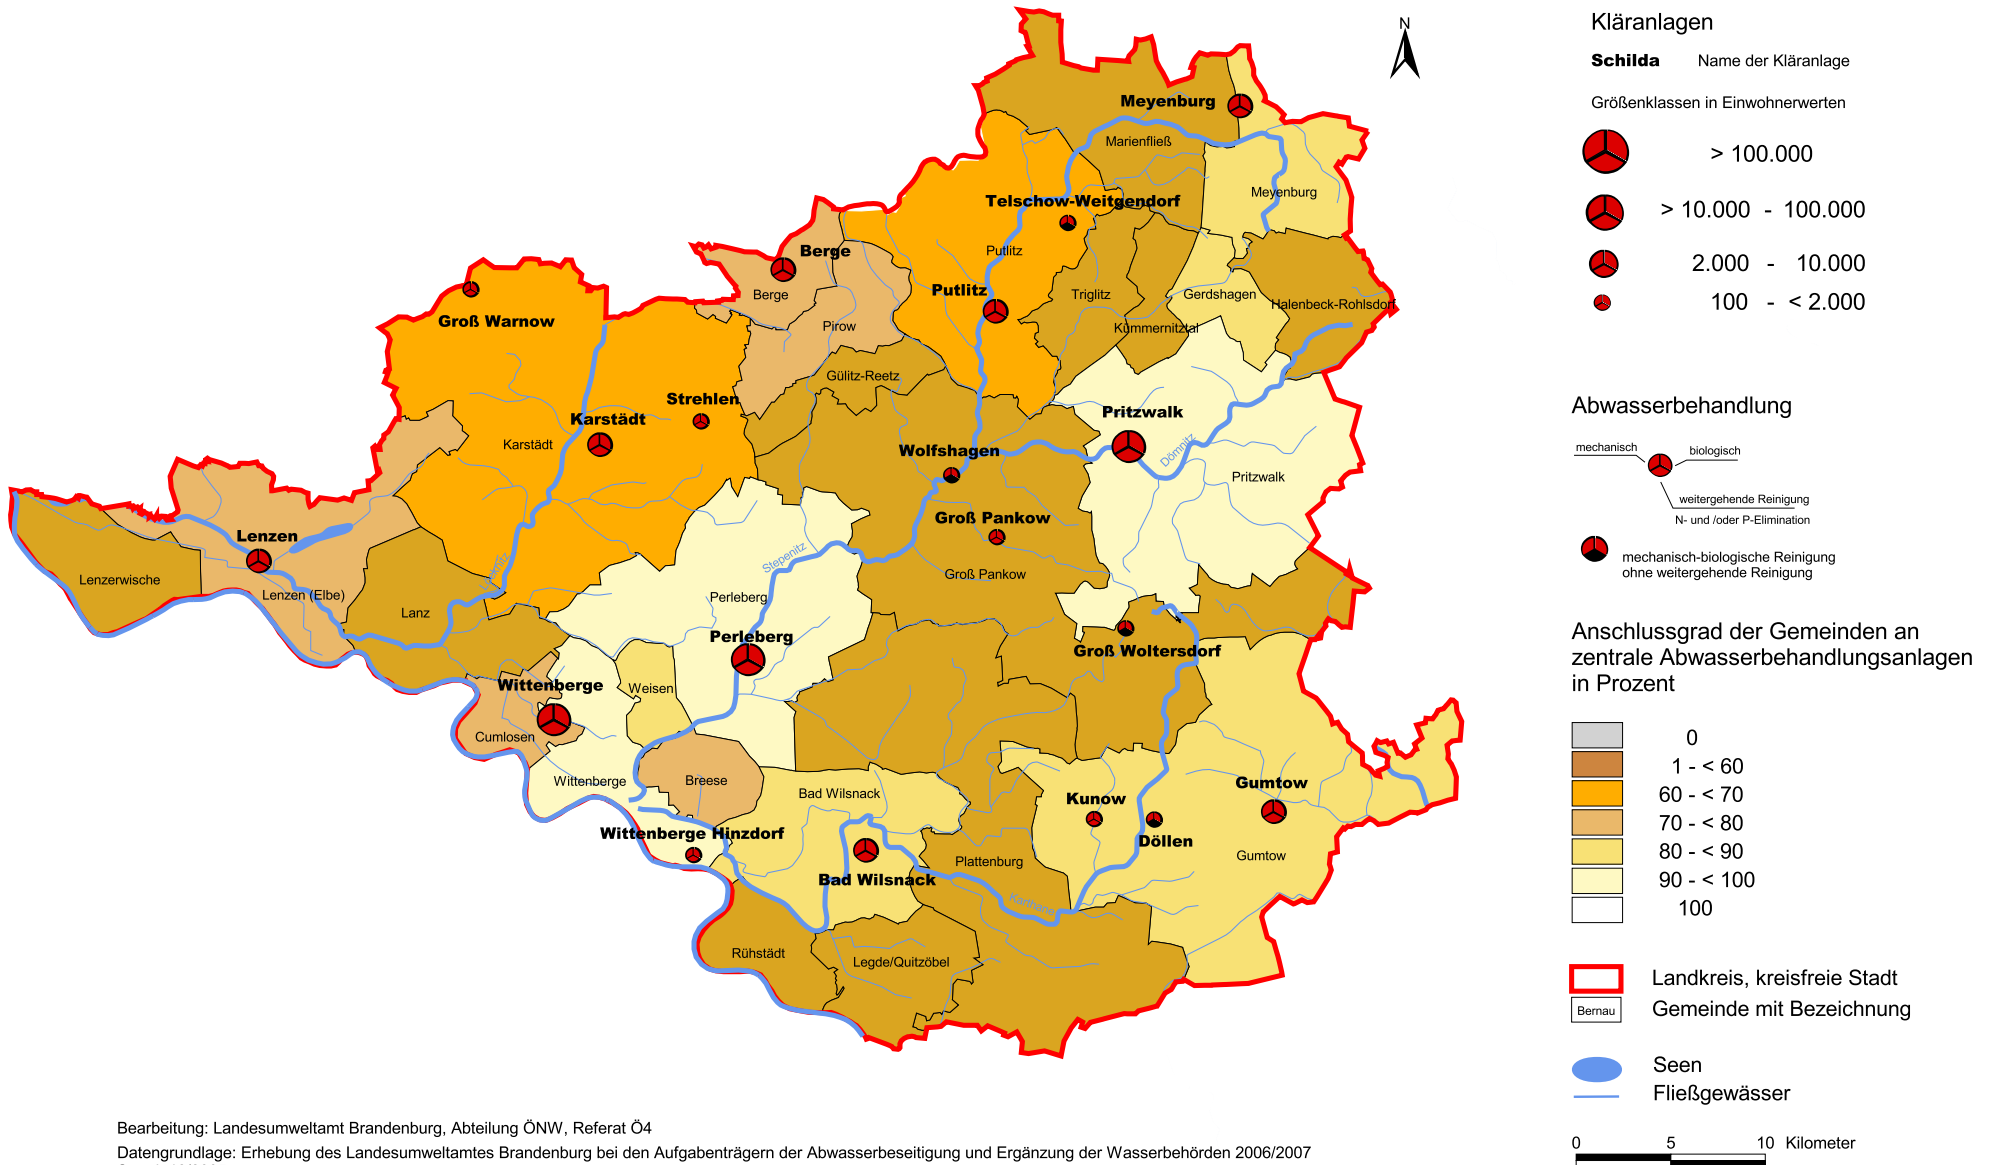 N
Meyenburg
Marienfließ
Meyenburg
Telschow-Weitgendorf
Putlitz
Berge
Berge
Putlitz
Triglitz
Gerdshagen
Halenbeck-Rohlsdorf
Kümmernitztal
Pirow
Groß Warnow
Gülitz-Reetz
Strehlen
Karstädt
Karstädt
Pritzwalk
Dömnitz
Pritzwalk
Wolfshagen
Groß Pankow
Groß Pankow
Stepenitz
Lenzen
Lenzerwische
Lenzen (Elbe)
Löcknitz
Lanz
Perleberg
Perleberg
Groß Woltersdorf
Wittenberge
Weisen
Cumlosen
Wittenberge
Breese
Bad Wilsnack
Kunow
Gumtow
Wittenberge Hinzdorf
Döllen
Gumtow
Plattenburg
Bad Wilsnack
Karthane
Rühstädt
Legde/Quitzöbel
Kläranlagen
Schilda Name der Kläranlage
Größenklassen in Einwohnerwerten
> 100.000
> 10.000 - 100.000
2.000 - 10.000
100 - < 2.000
Abwasserbehandlung
mechanisch biologisch
weitergehende Reinigung
N- und /oder P-Elimination
mechanisch-biologische Reinigung
ohne weitergehende Reinigung
Anschlussgrad der Gemeinden an
zentrale Abwasserbehandlungsanlagen
in Prozent
0
1 - < 60
60 - < 70
70 - < 80
80 - < 90
90 - < 100
100
Landkreis, kreisfreie Stadt
Bernau Gemeinde mit Bezeichnung
Seen
Fließgewässer
0 5 10 Kilometer
Bearbeitung: Landesumweltamt Brandenburg, Abteilung ÖNW, Referat Ö4
Datengrundlage: Erhebung des Landesumweltamtes Brandenburg bei den Aufgabenträgern der Abwasserbeseitigung und Ergänzung der Wasserbehörden 2006/2007